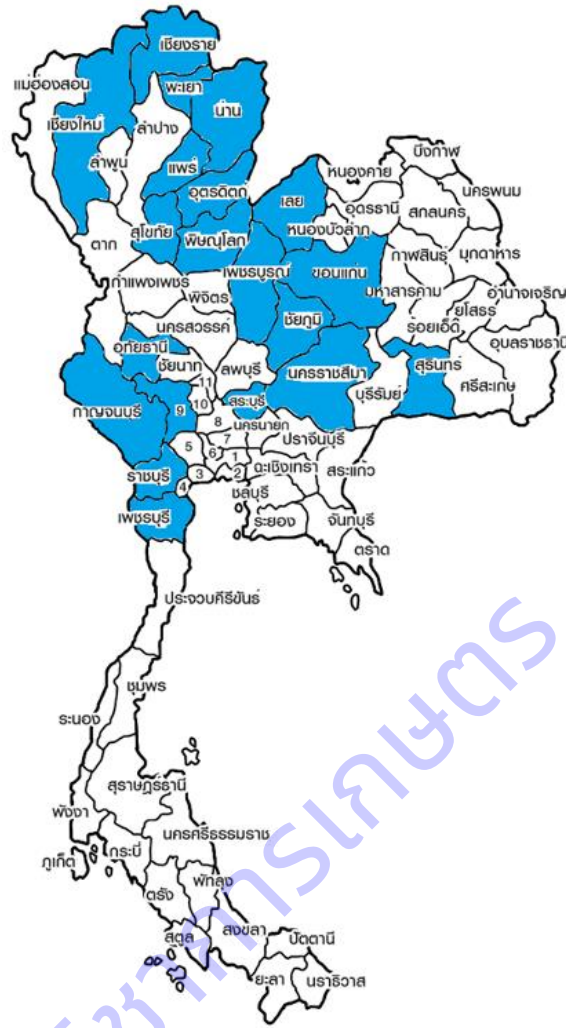 เชียงราย
แม่ฮ่องสอน
พะเยา
น่าน
เชียงใหม่
ลำปาง
ลำพูน
แพร่
อุตรดิตถ์
บึงกาฬ
หนองคาย
เลย
นครพนม
อุดรธานี
สกลนคร
สุโขทัย
หนองบัวลำภู
ตาก
พิษณุโลก
กาฬสินธุ์
มุกดาหาร
เพชรบูรณ์
ขอนแก่น
กำแพงเพชร
มหาสารคาม
พิจิตร
อำนาจเจริญ
ยโสธร
ชัยภูมิ
นครสวรรค์
ร้อยเอ็ด
อุบลราชธานี
อุทัยธานี
ชัยนาท
ลพบุรี
สุรินทร์
นครราชสีมา
ศรีสะเกษ
11
บุรีรัมย์
กาญจนบุรี
สระบุรี
10
9
8
นครนายก
7
ปราจีนบุรี
5
6
1
ฉะเชิงเทรา
สระแก้ว
ราชบุรี
3
2
4
ชลบุรี
เพชรบุรี
ระยอง
จันทบุรี
ตราด
ประจวบคีรีขันธ์
ชุมพร
ระนอง
สุราษฎร์ธานี
พังงา
นครศรีธรรมราช
ภูเก็ต
กระบี่
พัทลุง
ตรัง
สงขลา
สตูล
ปัตตานี
ยะลา
นราธิวาส